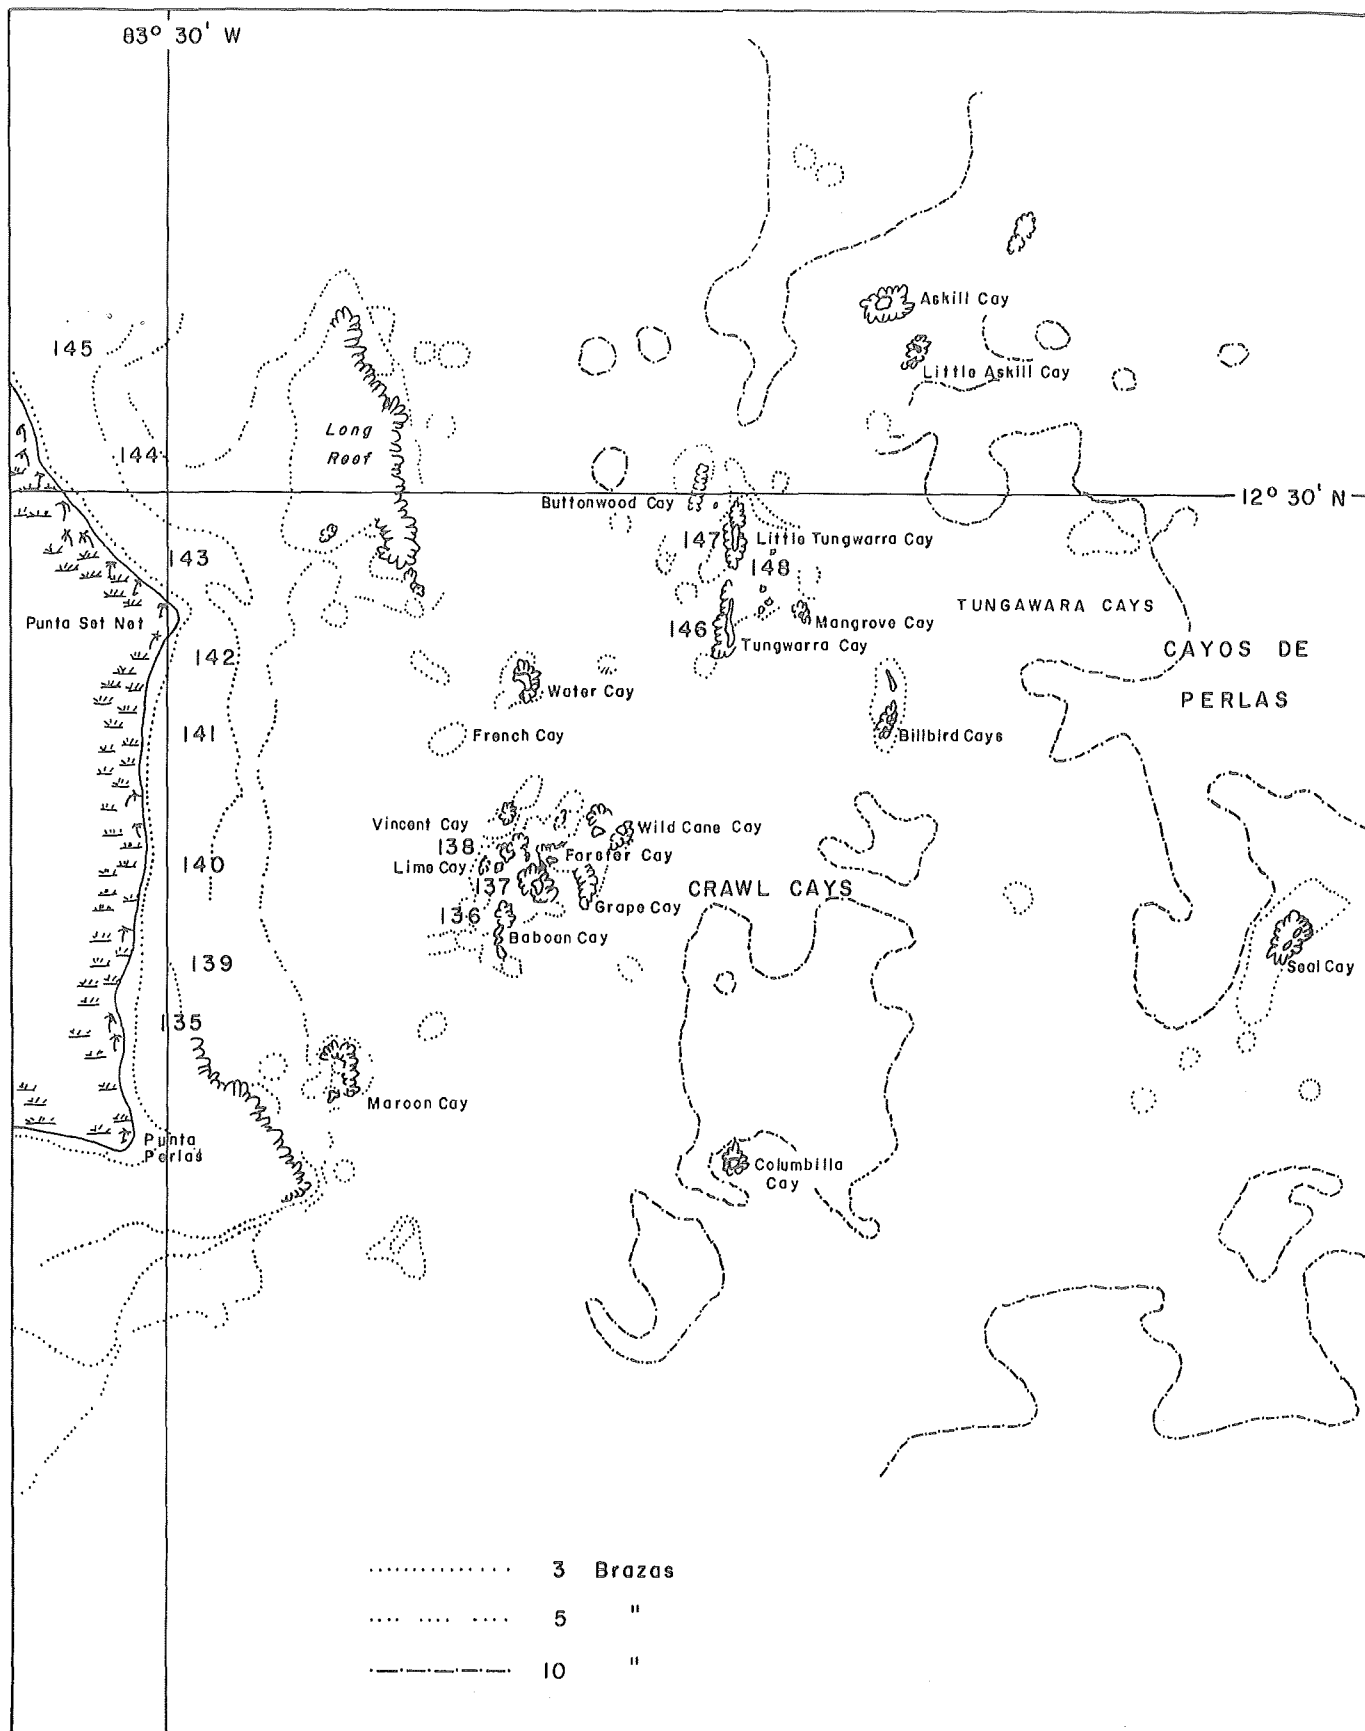 83° 30' W
Askill Cay
145
Little Askill Cay
Long
Reef
144
12° 30' N
Buttonwood Cay
147
Little Tungwarra Cay
143
148
TUNGAWARA CAYS
Punta Set Net
146
Mangrove Cay
Tungwarra Cay
142
CAYOS DE
PERLAS
Water Cay
141
French Cay
Billbird Cays
Vincent Cay
Wild Cane Cay
138
Forster Cay
140
Lime Cay
137
CRAWL CAYS
136
Grape Cay
Baboon Cay
139
Seal Cay
135
Maroon Cay
Punta
Perlas
Columbilla
Cay
3 Brazas
5 "
10 "